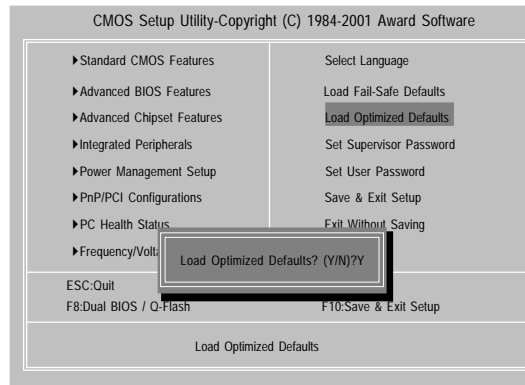 CMOS Setup Utility-Copyright (C) 1984-2001 Award Software
▶Standard CMOS Features
▶Advanced BIOS Features
▶Advanced Chipset Features
▶Integrated Peripherals
▶Power Management Setup
▶PnP/PCI Configurations
▶PC Health Status
▶Frequency/Volta
Select Language
Load Fail-Safe Defaults
Load Optimized Defaults
Set Supervisor Password
Set User Password
Save & Exit Setup
Exit Without Saving
Load Optimized Defaults? (Y/N)?Y
ESC:Quit
F8:Dual BIOS / Q-Flash
F10:Save & Exit Setup
Load Optimized Defaults